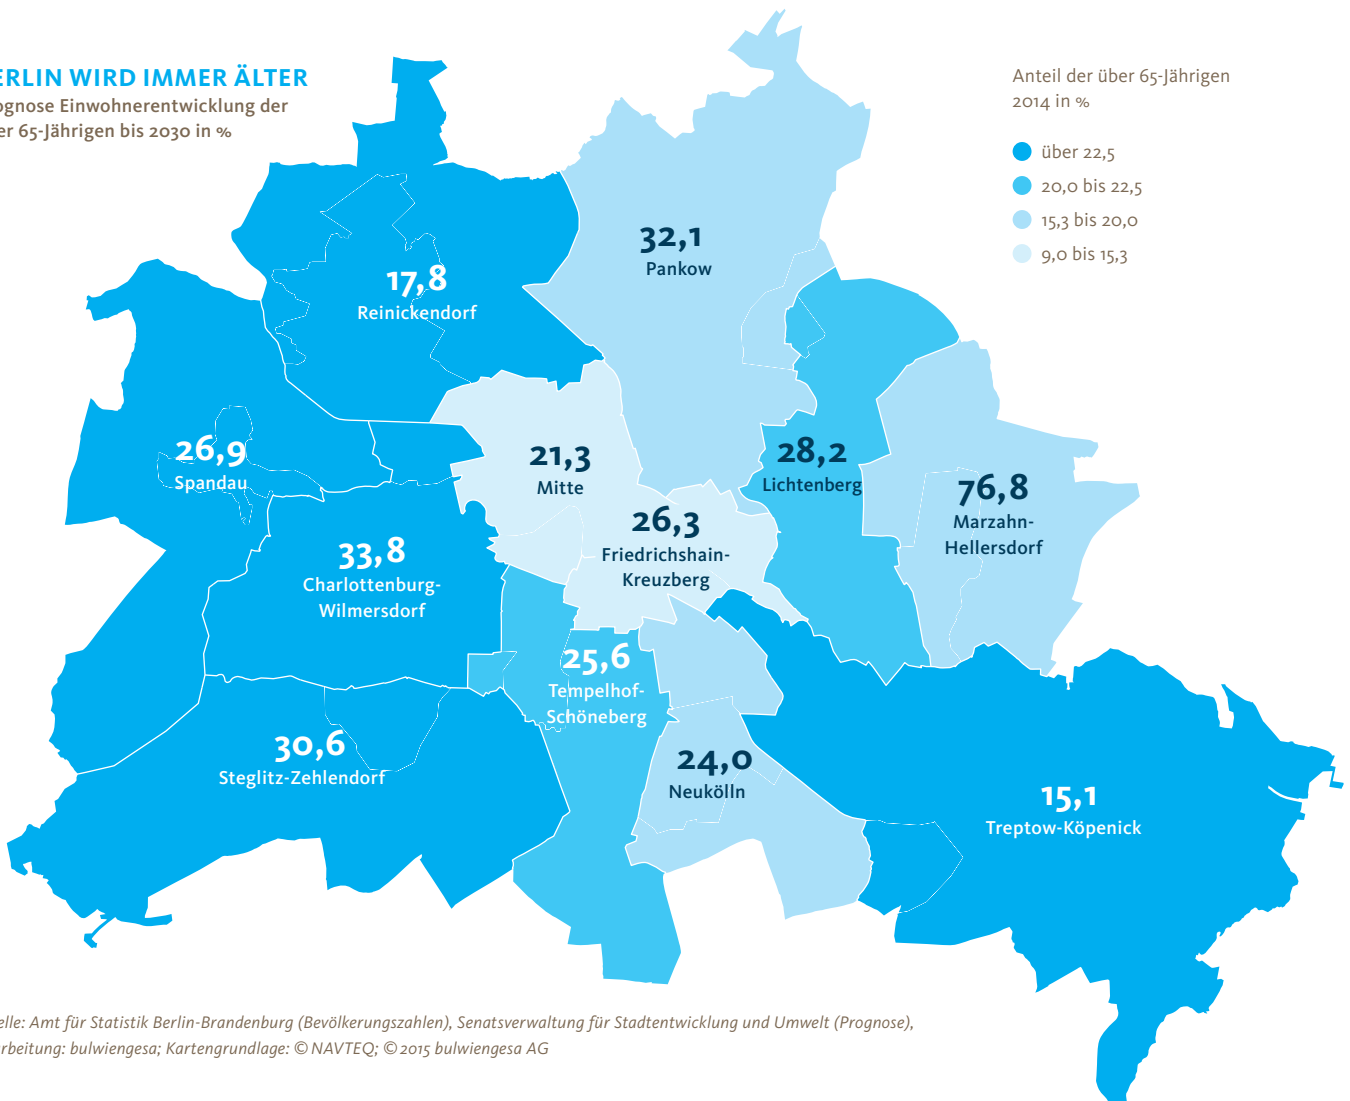 ERLIN WIRD IMMER ÄLTER
ognose Einwohnerentwicklung der
er 65-Jährigen bis 2030 in %
Anteil der über 65-Jährigen
2014 in %
über 22,5
20,0 bis 22,5
15,3 bis 20,0
9,0 bis 15,3
32,1
Pankow
17,8
Reinickendorf
26,9
Spandau
21,3
Mitte
28,2
Lichtenberg
76,8
Marzahn-
Hellersdorf
26,3
Friedrichshain-
Kreuzberg
33,8
Charlottenburg-
Wilmersdorf
25,6
Tempelhof-
Schöneberg
30,6
Steglitz-Zehlendorf
24,0
Neukölln
15,1
Treptow-Köpenick
elle: Amt für Statistik Berlin-Brandenburg (Bevölkerungszahlen), Senatsverwaltung für Stadtentwicklung und Umwelt (Prognose),
arbeitung: bulwiengesa; Kartengrundlage: © NAVTEQ; © 2015 bulwiengesa AG